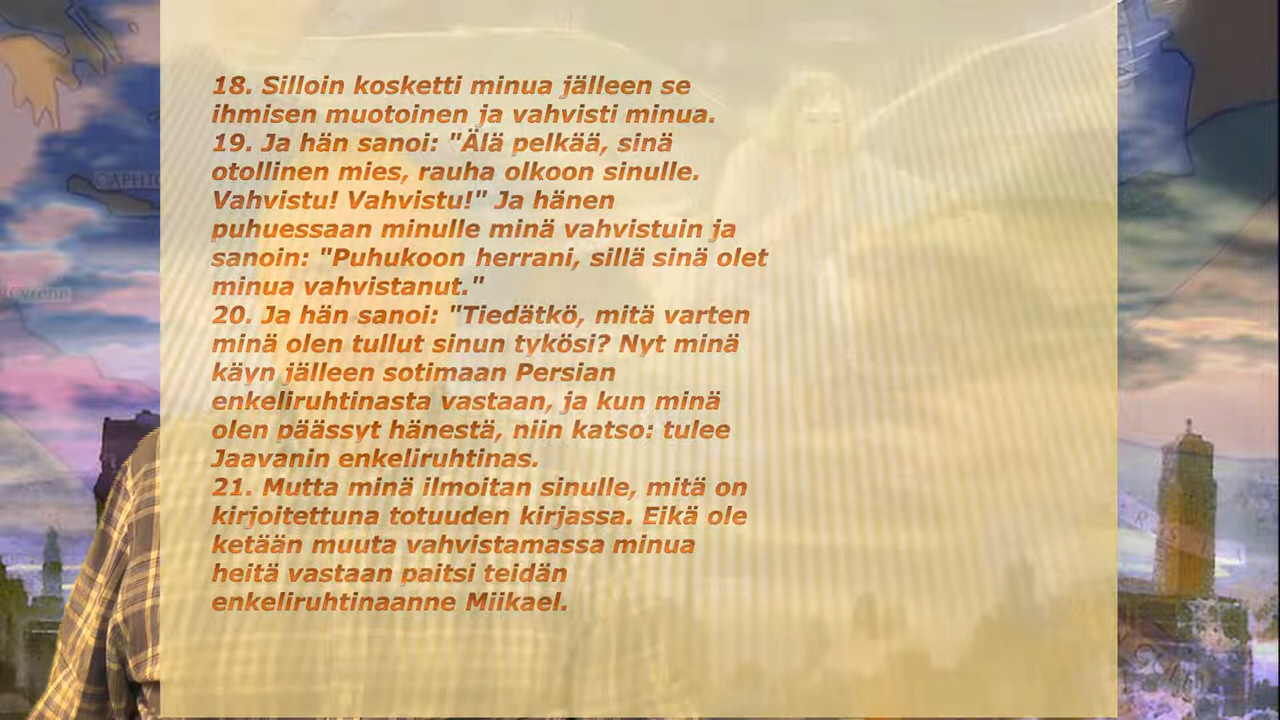 18. Silloin kosketti minua jälleen se
ihmisen muotoinen ja vahvisti minua.
19. Ja hän sanoi: "Älä pelkää, sinä
otollinen mies, rauha olkoon sinulle.
Vahvistu! Vahvistu!" Ja hänen
puhuessaan minulle minä vahvistuin ja
sanoin: "Puhukoon herrani, sillä sinä olet
minua vahvistanut."
20. Ja hän sanoi: "Tiedätkö, mitä varten
minä olen tullut sinun tykösi? Nyt minä
käyn jälleen sotimaan Persian
enkeliruhtinasta vastaan, ja kun minä
olen päässyt hänestä, niin katso: tulee
Jaavanin enkeliruhtinas.
21. Mutta minä ilmoitan sinulle, mitä on
kirjoitettuna totuuden kirjassa. Eikä ole
ketään muuta vahvistamassa minua
heitä vastaan paitsi teidän
enkeliruhtinaanne Miikael.
Cyrene